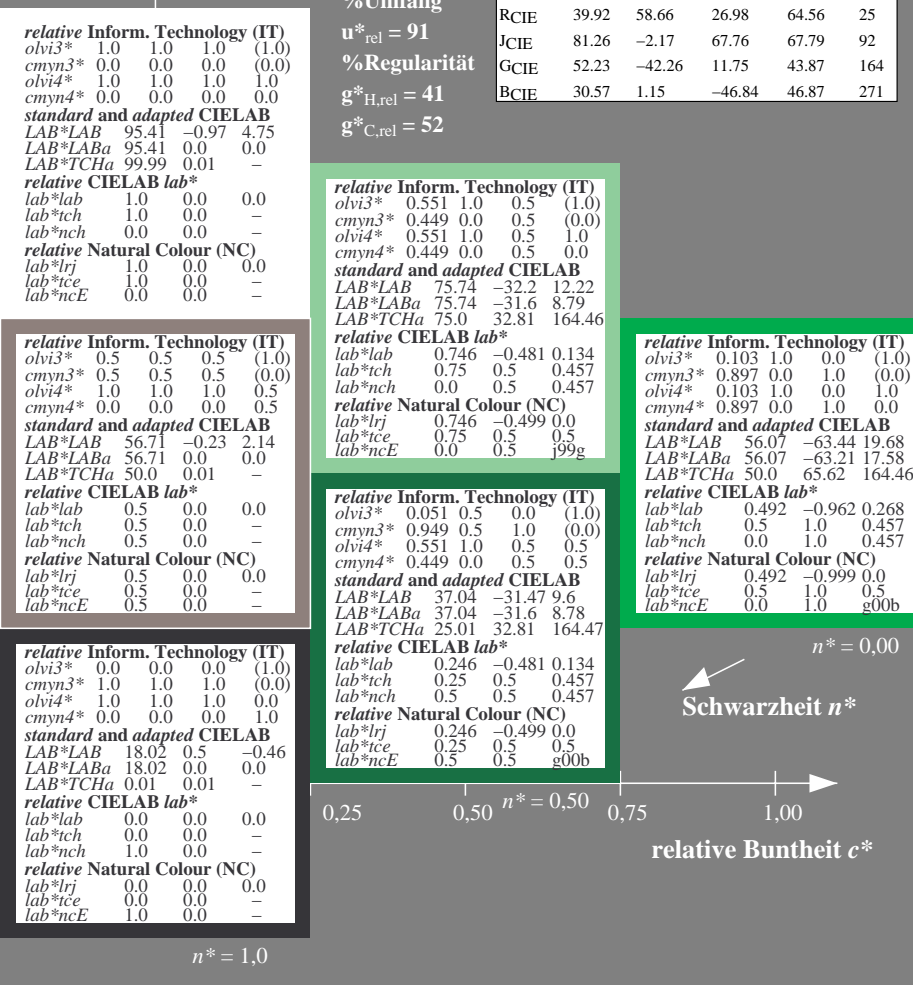 %Umfang
u*rel = 91
%Regularität
g*H,rel = 41
g*C,rel = 52
RCIE 39.92 58.66 26.98 64.56 25
JCIE 81.26 −2.17 67.76 67.79 92
GCIE 52.23 −42.26 11.75 43.87 164
BCIE 30.57 1.15 −46.84 46.87 271
relative Inform. Technology (IT)
olvi3* 1.0 1.0 1.0 (1.0)
cmyn3* 0.0 0.0 0.0 (0.0)
olvi4* 1.0 1.0 1.0 1.0
cmyn4* 0.0 0.0 0.0 0.0
standard and adapted CIELAB
LAB*LAB 95.41 −0.97 4.75
LAB*LABa 95.41 0.0 0.0
LAB*TCHa 99.99 0.01 –
relative CIELAB lab*
lab*lab 1.0 0.0 0.0
lab*tch 1.0 0.0 –
lab*nch 0.0 0.0 –
relative Natural Colour (NC)
lab*lrj 1.0 0.0 0.0
lab*tce 1.0 0.0 –
lab*ncE 0.0 0.0 –
relative Inform. Technology (IT)
olvi3* 0.551 1.0 0.5 (1.0)
cmyn3* 0.449 0.0 0.5 (0.0)
olvi4* 0.551 1.0 0.5 1.0
cmyn4* 0.449 0.0 0.5 0.0
standard and adapted CIELAB
LAB*LAB 75.74 −32.2 12.22
LAB*LABa 75.74 −31.6 8.79
LAB*TCHa 75.0 32.81 164.46
relative CIELAB lab*
lab*lab 0.746 −0.481 0.134
lab*tch 0.75 0.5 0.457
lab*nch 0.0 0.5 0.457
relative Natural Colour (NC)
lab*lrj 0.746 −0.499 0.0
lab*tce 0.75 0.5 0.5
lab*ncE 0.0 0.5 j99g
relative Inform. Technology (IT)
olvi3* 0.5 0.5 0.5 (1.0)
cmyn3* 0.5 0.5 0.5 (0.0)
olvi4* 1.0 1.0 1.0 0.5
cmyn4* 0.0 0.0 0.0 0.5
standard and adapted CIELAB
LAB*LAB 56.71 −0.23 2.14
LAB*LABa 56.71 0.0 0.0
LAB*TCHa 50.0 0.01 –
relative CIELAB lab*
lab*lab 0.5 0.0 0.0
lab*tch 0.5 0.0 –
lab*nch 0.5 0.0 –
relative Natural Colour (NC)
lab*lrj 0.5 0.0 0.0
lab*tce 0.5 0.0 –
lab*ncE 0.5 0.0 –
relative Inform. Technology (IT)
olvi3* 0.103 1.0 0.0 (1.0)
cmyn3* 0.897 0.0 1.0 (0.0)
olvi4* 0.103 1.0 0.0 1.0
cmyn4* 0.897 0.0 1.0 0.0
standard and adapted CIELAB
LAB*LAB 56.07 −63.44 19.68
LAB*LABa 56.07 −63.21 17.58
LAB*TCHa 50.0 65.62 164.46
relative CIELAB lab*
lab*lab 0.492 −0.962 0.268
lab*tch 0.5 1.0 0.457
lab*nch 0.0 1.0 0.457
relative Natural Colour (NC)
lab*lrj 0.492 −0.999 0.0
lab*tce 0.5 1.0 0.5
lab*ncE 0.0 1.0 g00b
relative Inform. Technology (IT)
olvi3* 0.051 0.5 0.0 (1.0)
cmyn3* 0.949 0.5 1.0 (0.0)
olvi4* 0.551 1.0 0.5 0.5
cmyn4* 0.449 0.0 0.5 0.5
standard and adapted CIELAB
LAB*LAB 37.04 −31.47 9.6
LAB*LABa 37.04 −31.6 8.78
LAB*TCHa 25.01 32.81 164.47
relative CIELAB lab*
lab*lab 0.246 −0.481 0.134
lab*tch 0.25 0.5 0.457
lab*nch 0.5 0.5 0.457
relative Natural Colour (NC)
lab*lrj 0.246 −0.499 0.0
lab*tce 0.25 0.5 0.5
lab*ncE 0.5 0.5 g00b
relative Inform. Technology (IT)
olvi3* 0.0 0.0 0.0 (1.0)
cmyn3* 1.0 1.0 1.0 (0.0)
olvi4* 1.0 1.0 1.0 0.0
cmyn4* 0.0 0.0 0.0 1.0
standard and adapted CIELAB
LAB*LAB 18.02 0.5 −0.46
LAB*LABa 18.02 0.0 0.0
LAB*TCHa 0.01 0.01 –
relative CIELAB lab*
lab*lab 0.0 0.0 0.0
lab*tch 0.0 0.0 –
lab*nch 1.0 0.0 –
relative Natural Colour (NC)
lab*lrj 0.0 0.0 0.0
lab*tce 0.0 0.0 –
lab*ncE 1.0 0.0 –
n* = 0,00
Schwarzheit n*
n* = 0,50
0,25 0,50 0,75 1,00
relative Buntheit c*
n* = 1,0